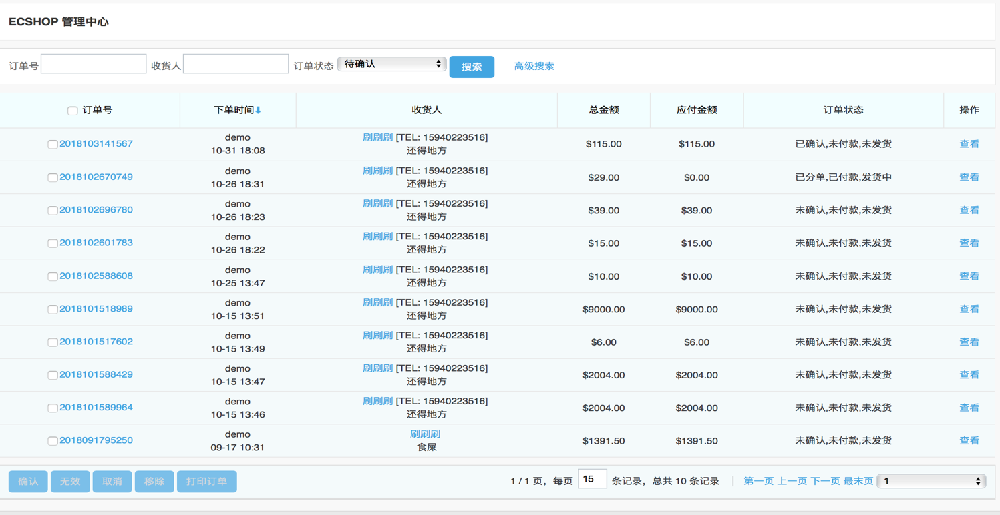 ECSHOP 管理中心
订单号 收货人 订单状态 待确认 搜索 高级搜索
订单号 下单时间 收货人 总金额 应付金额 订单状态 操作
2018103141567 demo 刷刷刷 [TEL: 15940223516] $115.00 $115.00 已确认,未付款,未发货 查看
10-31 18:08 还得地方
2018102670749 demo 刷刷刷 [TEL: 15940223516] $29.00 $0.00 已分单,已付款,发货中 查看
10-26 18:31 还得地方
2018102696780 demo 刷刷刷 [TEL: 15940223516] $39.00 $39.00 未确认,未付款,未发货 查看
10-26 18:23 还得地方
2018102601783 demo 刷刷刷 [TEL: 15940223516] $15.00 $15.00 未确认,未付款,未发货 查看
10-26 18:22 还得地方
2018102588608 demo 刷刷刷 [TEL: 15940223516] $10.00 $10.00 未确认,未付款,未发货 查看
10-25 13:47 还得地方
2018101518989 demo 刷刷刷 [TEL: 15940223516] $9000.00 $9000.00 未确认,未付款,未发货 查看
10-15 13:51 还得地方
2018101517602 demo 刷刷刷 [TEL: 15940223516] $6.00 $6.00 未确认,未付款,未发货 查看
10-15 13:49 还得地方
2018101588429 demo 刷刷刷 [TEL: 15940223516] $2004.00 $2004.00 未确认,未付款,未发货 查看
10-15 13:47 还得地方
2018101589964 demo 刷刷刷 [TEL: 15940223516] $2004.00 $2004.00 未确认,未付款,未发货 查看
10-15 13:46 还得地方
2018091795250 demo 刷刷刷 $1391.50 $1391.50 未确认,未付款,未发货 查看
09-17 10:31 食屎
确认 无效 取消 移除 打印订单 1 / 1 页，每页 15 条记录，总共 10 条记录 | 第一页 上一页 下一页 最末页 1